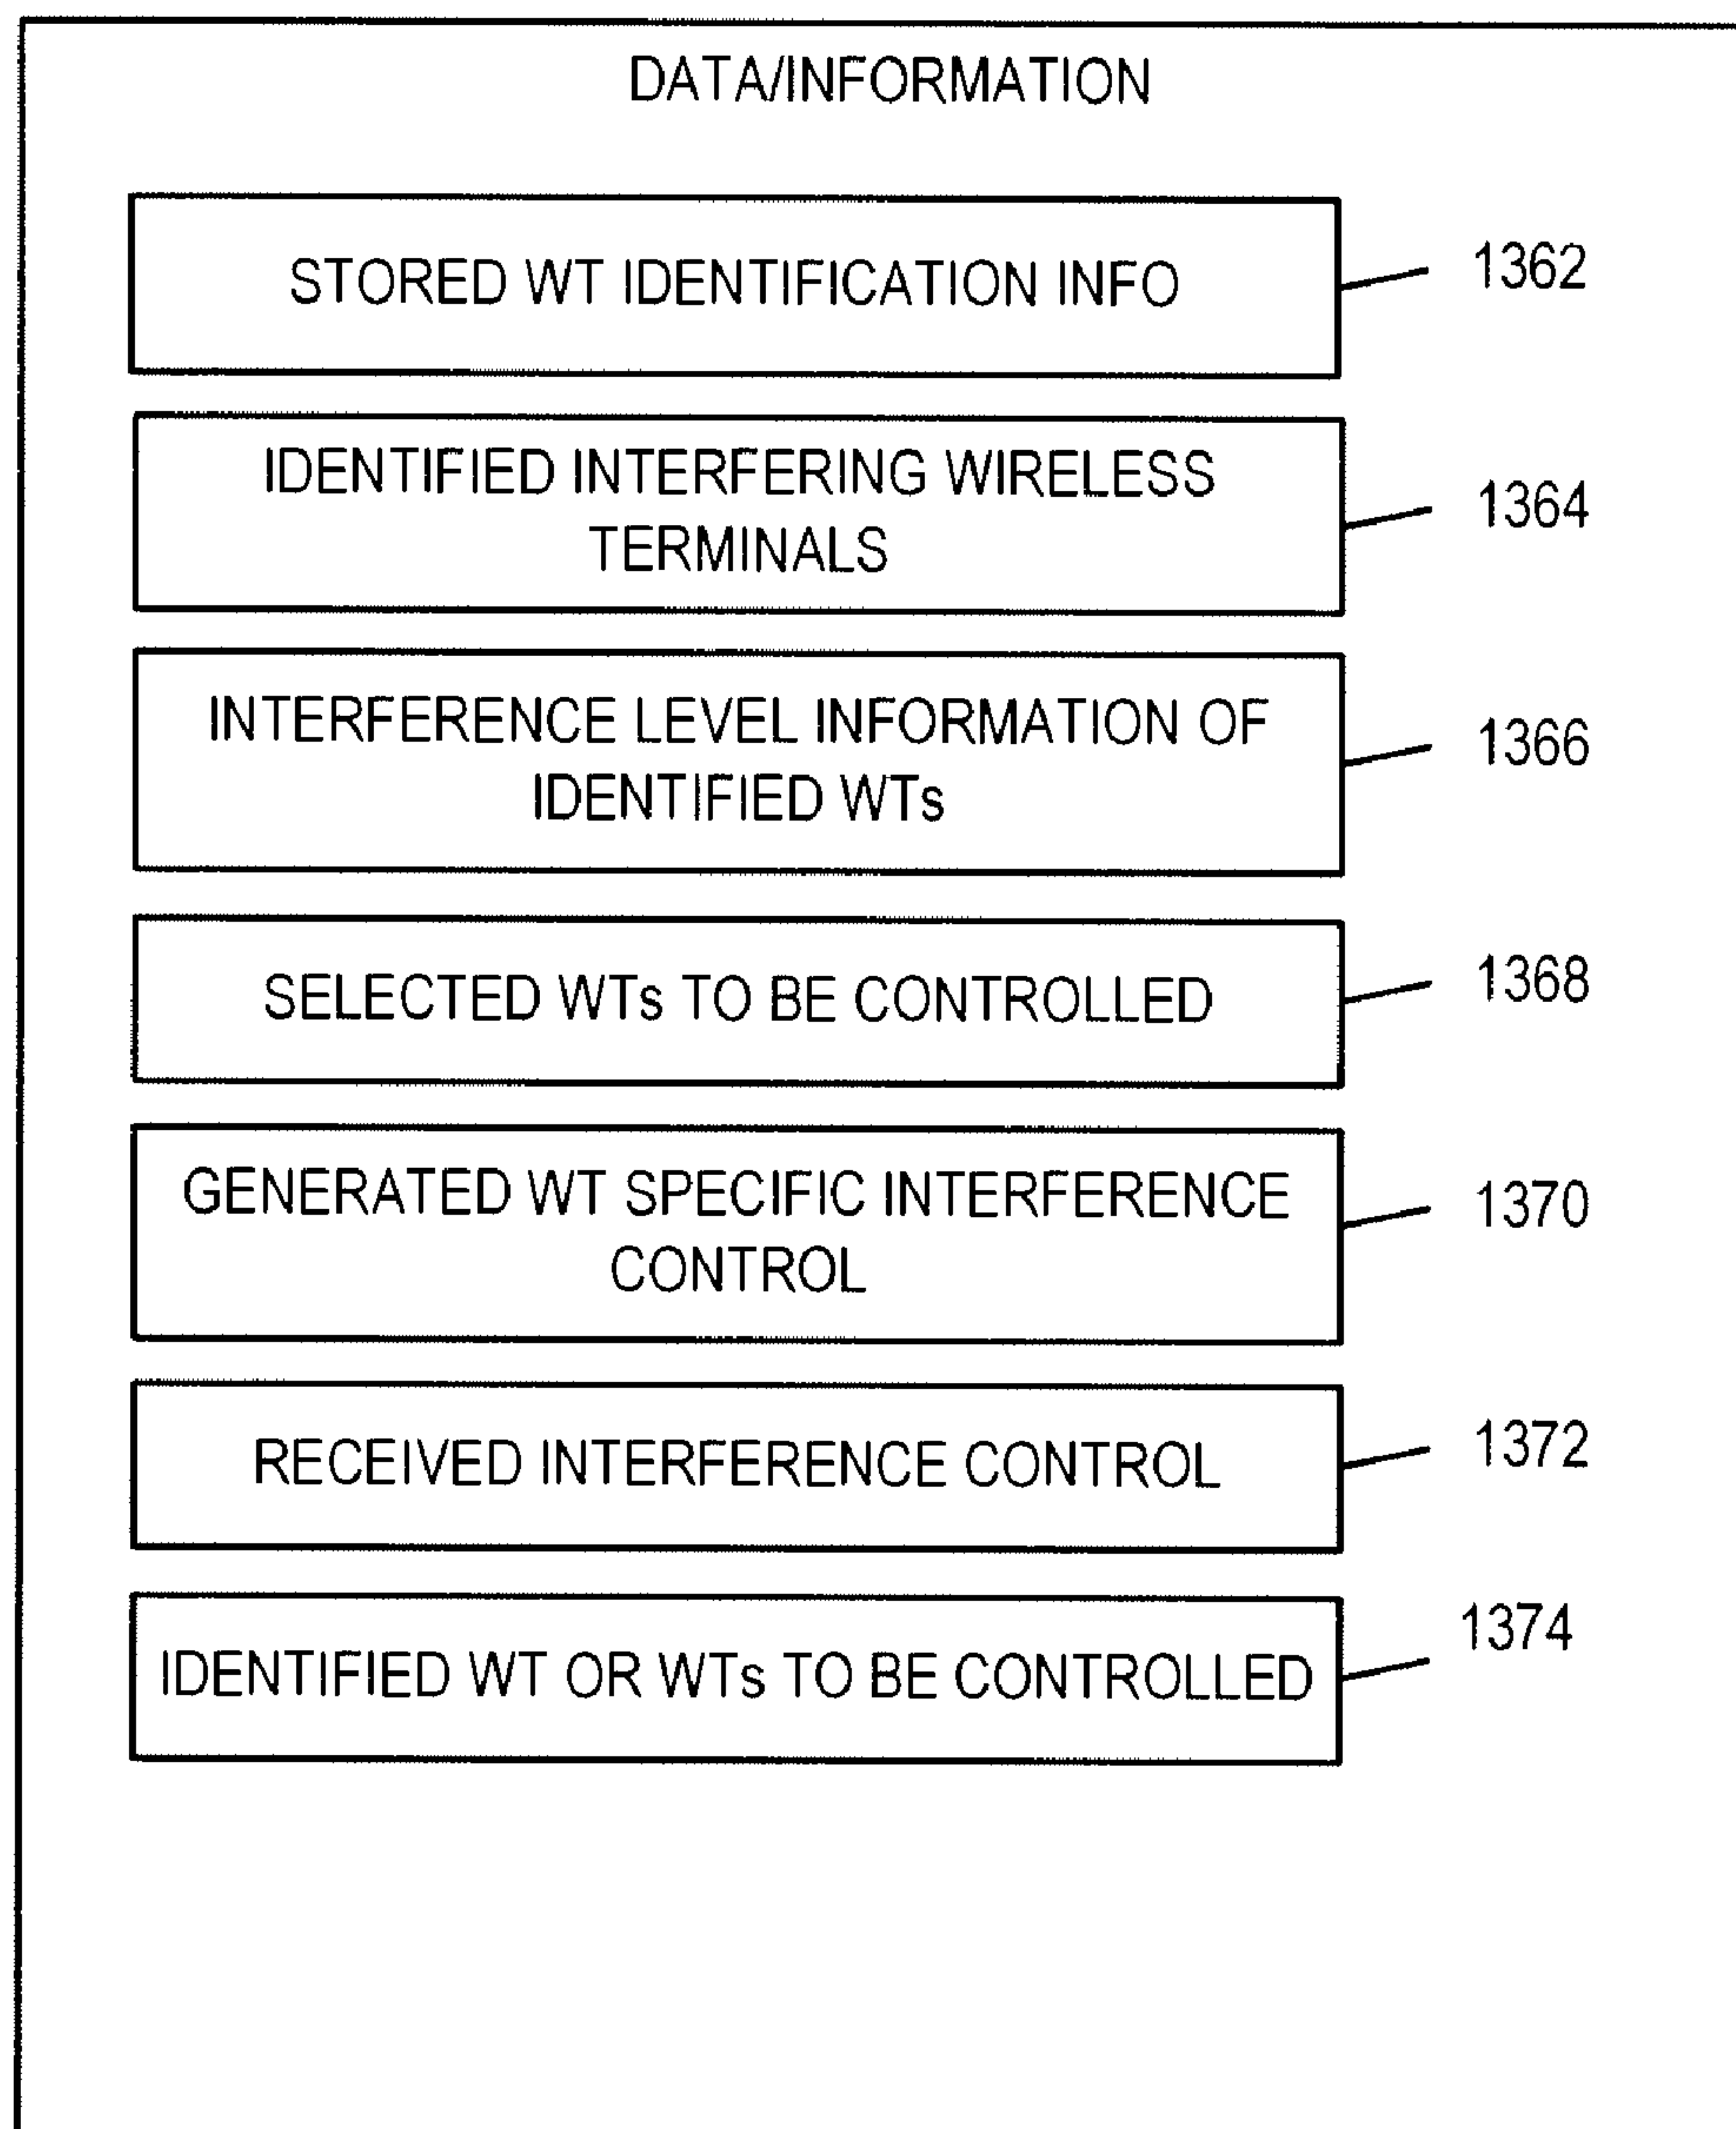 DATA/INFORMATION
STORED WT IDENTIFICATION INFO
1362
IDENTIFIED INTERFERING WIRELESS
TERMINALS
1364
INTERFERENCE LEVEL INFORMATION OF
IDENTIFIED WTs
1366
SELECTED WTs TO BE CONTROLLED
1368
GENERATED WT SPECIFIC INTERFERENCE
CONTROL
1370
RECEIVED INTERFERENCE CONTROL
1372
IDENTIFIED WT OR WTs TO BE CONTROLLED
1374